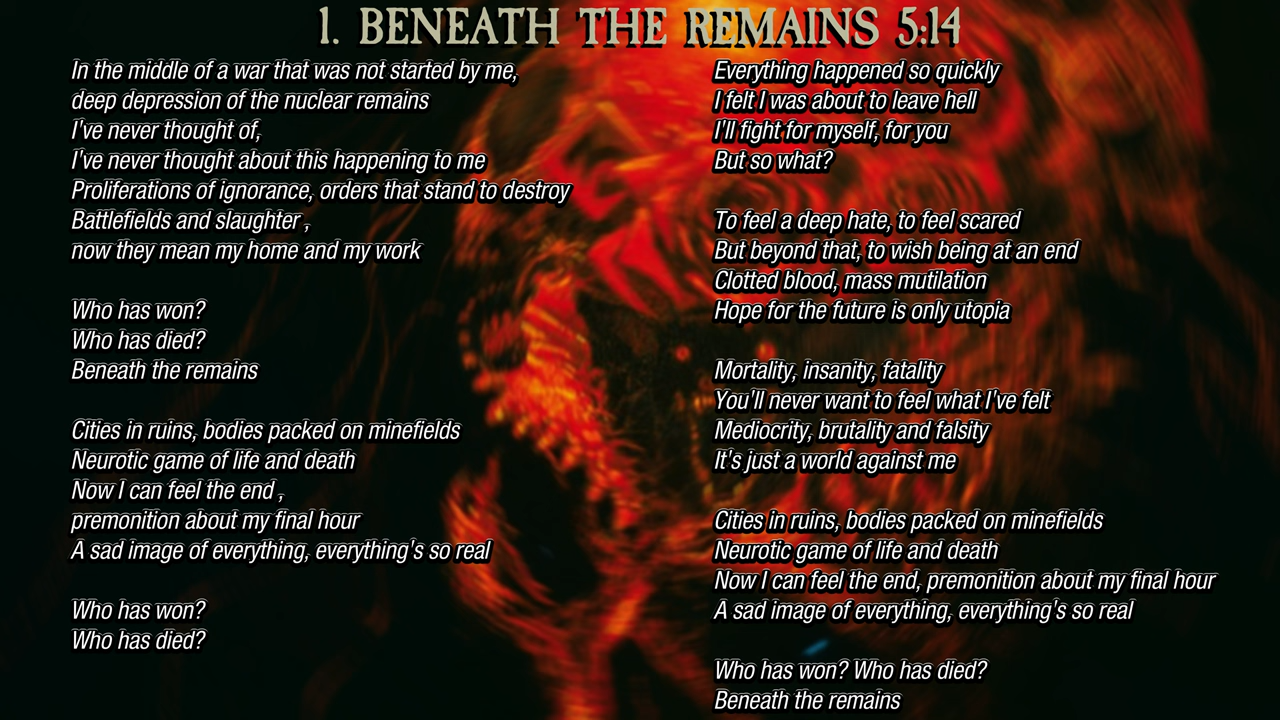 1. BENEATH THE REMAINS 5:14
In the middle of a war that was not started by me,
deep depression of the nuclear remains
I've never thought of,
I've never thought about this happening to me
Proliferations of ignorance, orders that stand to destroy
Battlefields and slaughter ,
now they mean my home and my work
Who has won?
Who has died?
Beneath the remains
Cities in ruins, bodies packed on minefields
Neurotic game of life and death
Now I can feel the end ,
premonition about my final hour
A sad image of everything, everything's so real
Who has won?
Who has died?
Everything happened so quickly
I felt I was about to leave hell
I'll fight for myself, for you
But so what?
To feel a deep hate, to feel scared
But beyond that, to wish being at an end
Clotted blood, mass mutilation
Hope for the future is only utopia
Mortality, insanity, fatality
You'll never want to feel what I've felt
Mediocrity, brutality and falsity
It's just a world against me
Cities in ruins, bodies packed on minefields
Neurotic game of life and death
Now I can feel the end, premonition about my final hour
A sad image of everything, everything's so real
Who has won? Who has died?
Beneath the remains